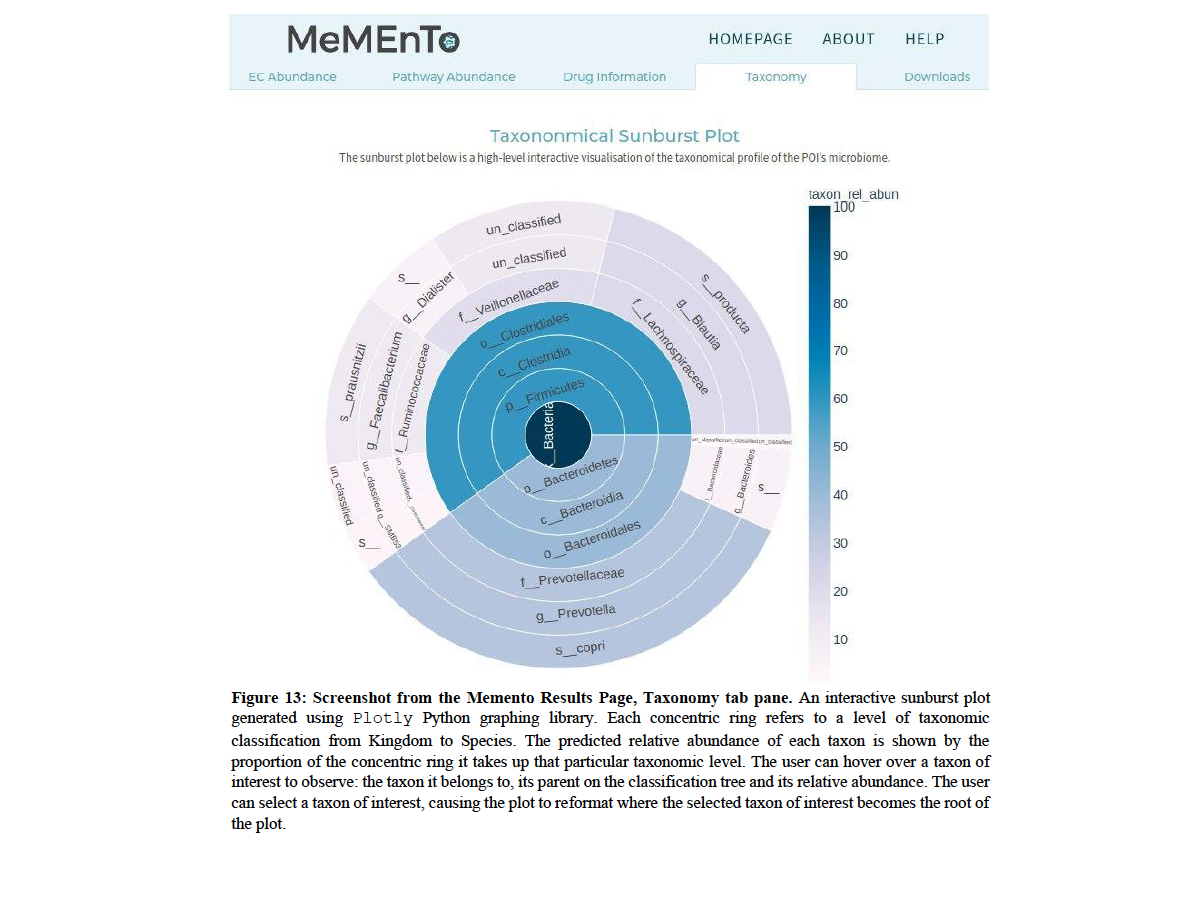 MeMEnTo
HOMEPAGE ABOUT HELP
EC Abundance Pathway Abundance Drug Information Taxonomy Downloads
Taxononmical Sunburst Plot
The sunburst plot below is a high-level interactive visualisation of the taxonomical profile of the POI's microbiome.
taxon_rel_abun
100
90
80
70
60
50
40
30
20
10
un_classified
un_classified
f__Veillonellaceae
s__
g__Dialister
s__producta
g__Blautia
f__Lachnospiraceae
o__Clostridiales
c__Clostridia
p__Firmicutes
__Bacteria
s__prausnitzii
g__Faecalibacterium
f__Ruminococcaceae
un_classified
un_classified
un_classified
s__
g__SMB53
un_classified
un_classified
un_classified
__Bacteroidaceae
g__Bacteroides
s__
p__Bacteroidetes
c__Bacteroidia
o__Bacteroidales
f__Prevotellaceae
g__Prevotella
s__copri
Figure 13: Screenshot from the Memento Results Page, Taxonomy tab pane. An interactive sunburst plot
generated using Plotly Python graphing library. Each concentric ring refers to a level of taxonomic
classification from Kingdom to Species. The predicted relative abundance of each taxon is shown by the
proportion of the concentric ring it takes up that particular taxonomic level. The user can hover over a taxon of
interest to observe: the taxon it belongs to, its parent on the classification tree and its relative abundance. The user
can select a taxon of interest, causing the plot to reformat where the selected taxon of interest becomes the root of
the plot.